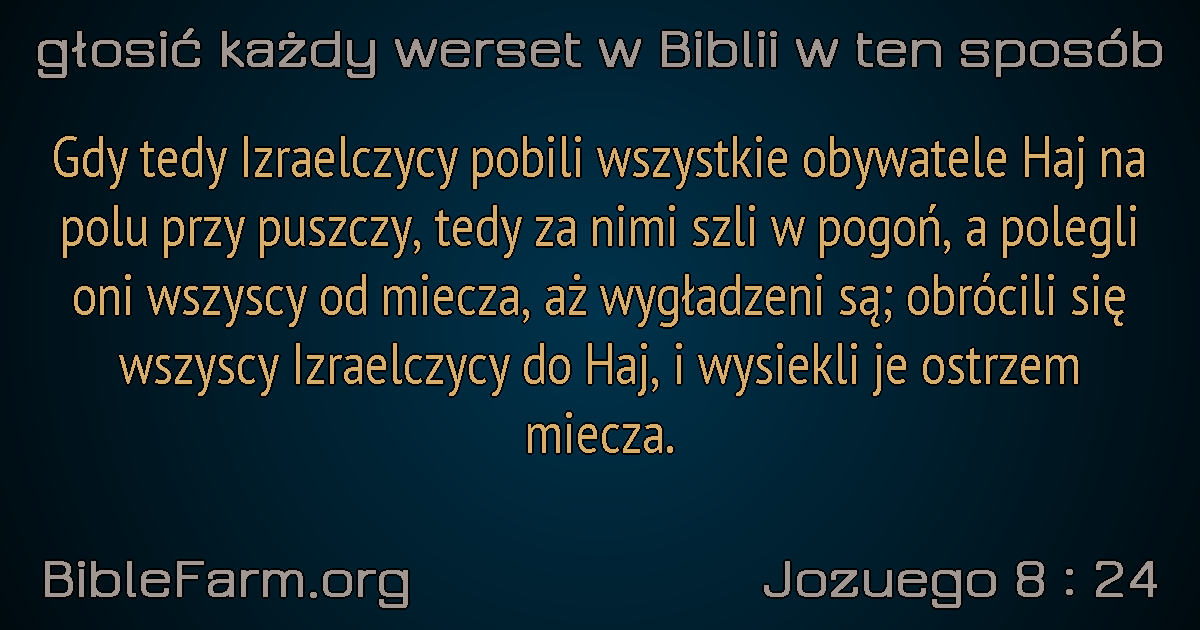 głosić każdy werset w Biblii w ten sposób
Gdy tedy Izraelczycy pobili wszystkie obywatele Haj na
polu przy puszczy, tedy za nimi szli w pogoń, a polegli
oni wszyscy od miecza, aż wygładzeni są; obrócili się
wszyscy Izraelczycy do Haj, i wysiekli je ostrzem
miecza.
BibleFarm.org
Jozuego 8 : 24